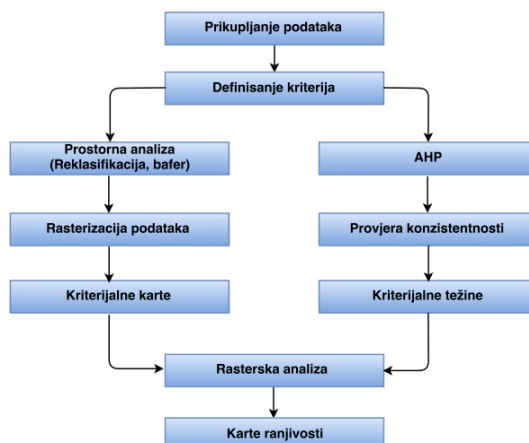 Prikupljanje podataka
Definisanje kriterija
Prostorna analiza
(Reklasifikacija, bafer)
AHP
Rasterizacija podataka
Provjera konzistentnosti
Kriterijalne karte
Kriterijalne težine
Rasterska analiza
Karte ranjivosti